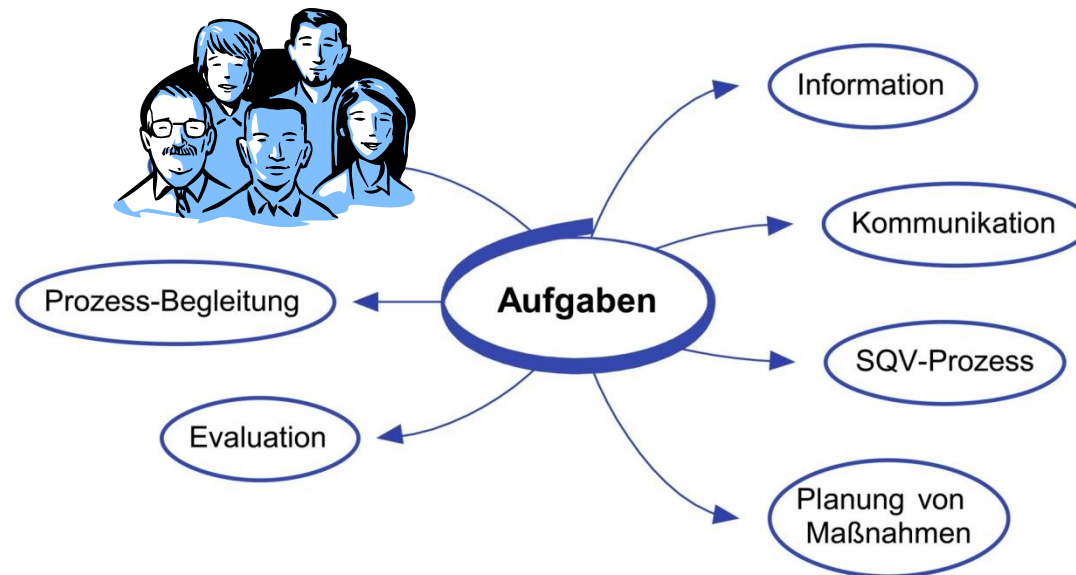 Information
Kommunikation
Aufgaben
Prozess-Begleitung
SQV-Prozess
Evaluation
Planung von
Maßnahmen